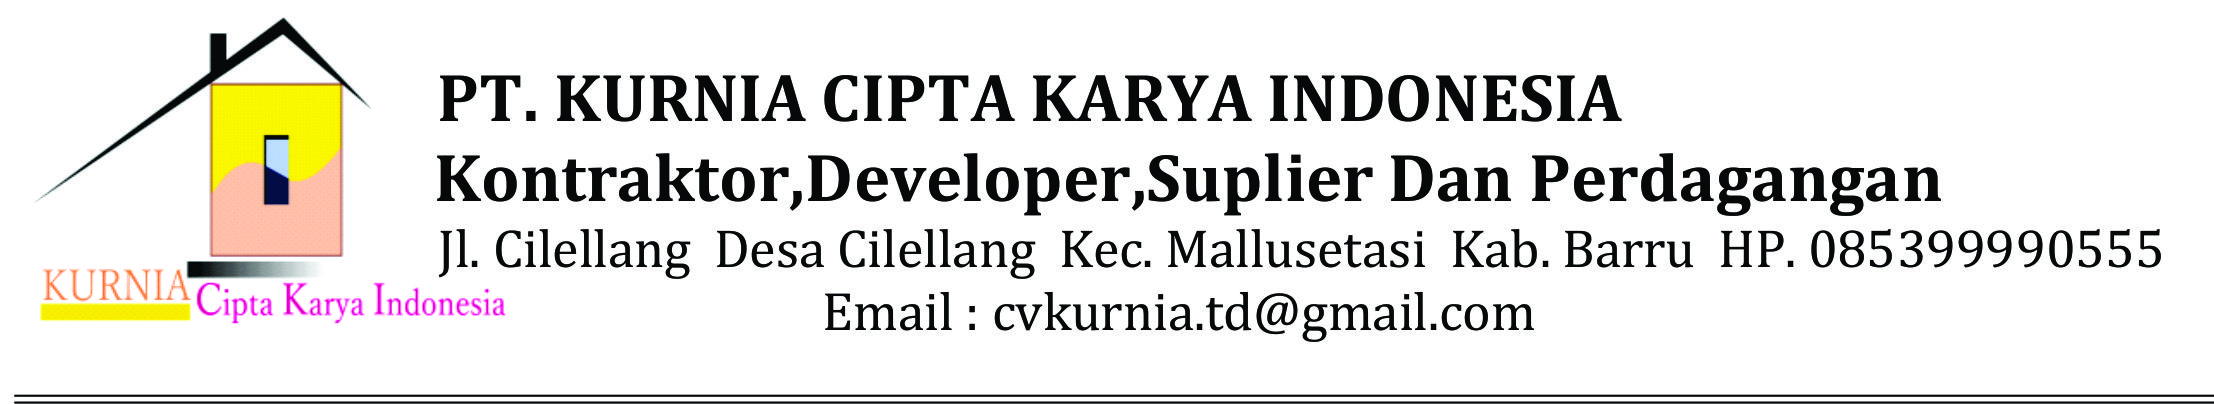 PT. KURNIA CIPTA KARYA INDONESIA
Kontraktor,Developer,Suplier Dan Perdagangan
Jl. Cilellang Desa Cilellang Kec. Mallusetasi Kab. Barru HP. 085399990555
Email : cvkurnia.td@gmail.com
KURNIA Cipta Karya Indonesia